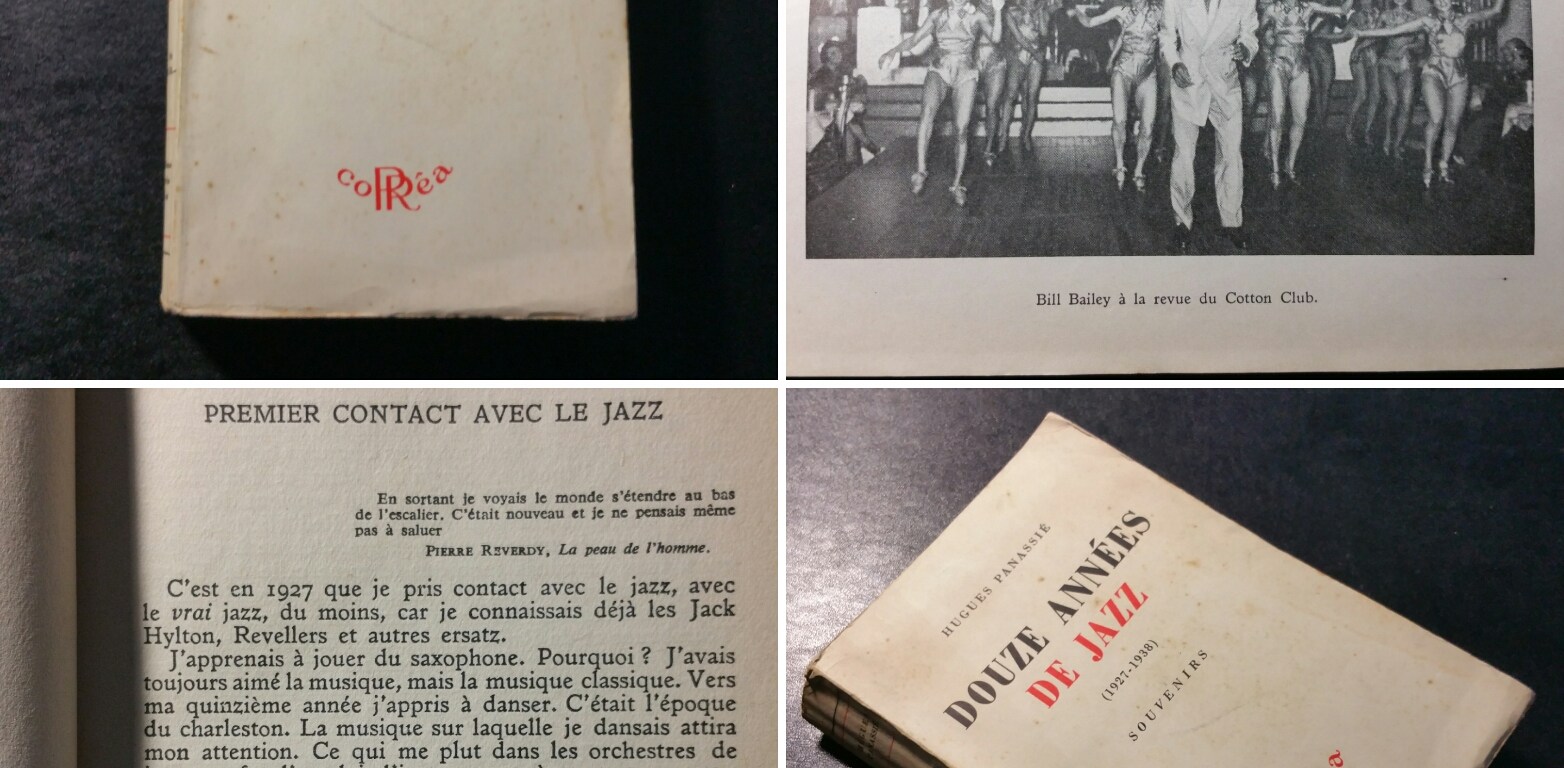 coRRéa
Bill Bailey à la revue du Cotton Club.
PREMIER CONTACT AVEC LE JAZZ
En sortant je voyais le monde s'étendre au bas
de l'escalier. C'était nouveau et je ne pensais même
pas à saluer
PIERRE REVERDY, La peau de l'homme.
C'est en 1927 que je pris contact avec le jazz, avec
le vrai jazz, du moins, car je connaissais déjà les Jack
Hylton, Revellers et autres ersatz.
J'apprenais à jouer du saxophone. Pourquoi ? J'avais
toujours aimé la musique, mais la musique classique. Vers
ma quinzième année j'appris à danser. C'était l'époque
du charleston. La musique sur laquelle je dansais attira
mon attention. Ce qui me plut dans les orchestres de
HUGUES PANASSIÉ
DOUZE ANNÉES
DE JAZZ
(1927-1938)
SOUVENIRS